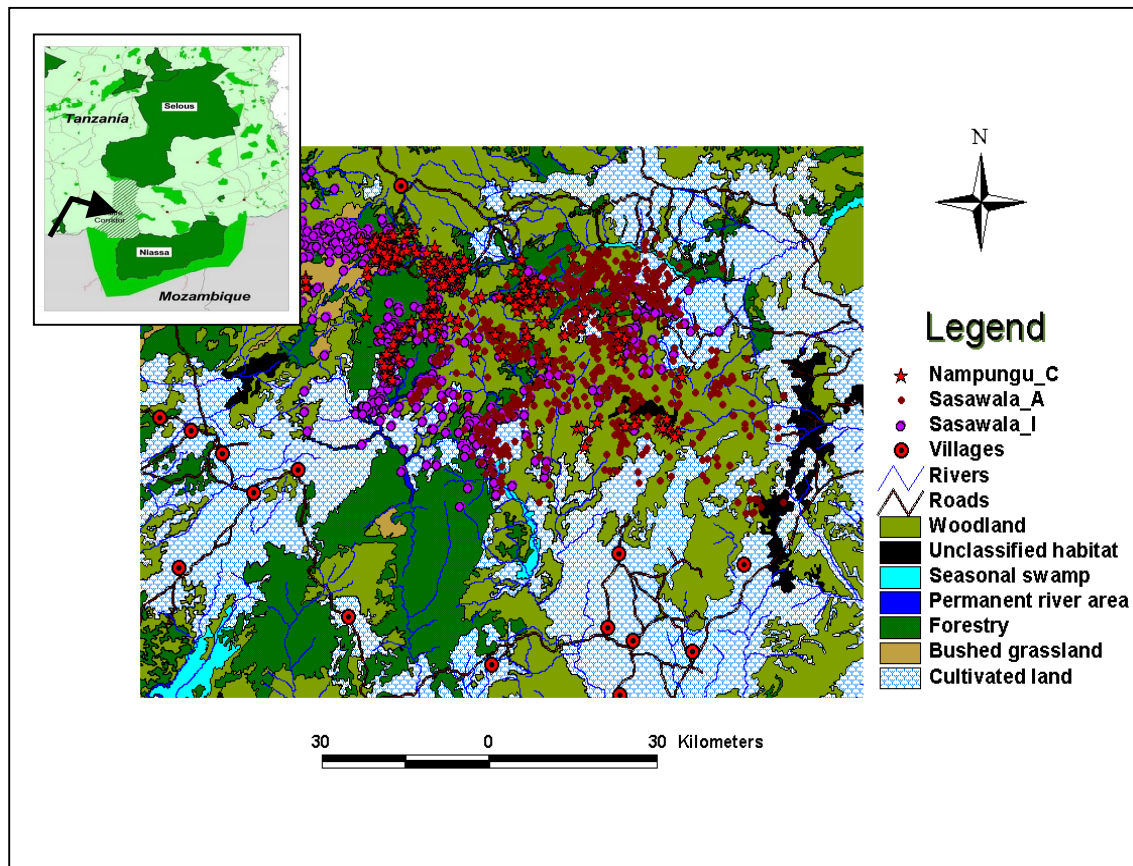 Selous
Tanzania
Corridor
Niassa
Mozambique
N
Legend
Nampungu_C
Sasawala_A
Sasawala_I
Villages
Rivers
Roads
Woodland
Unclassified habitat
Seasonal swamp
Permanent river area
Forestry
Bushed grassland
Cultivated land
30 0 30 Kilometers